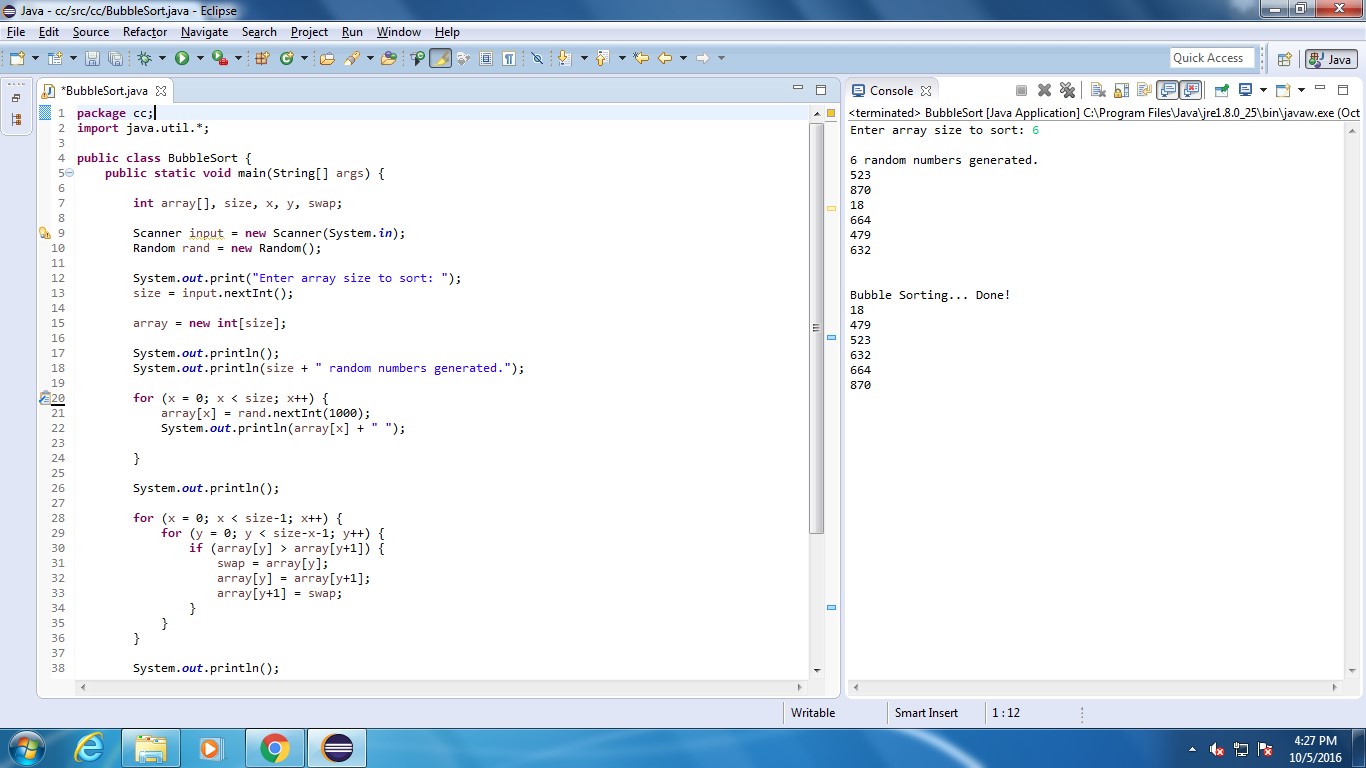 Java - cc/src/cc/BubbleSort.java - Eclipse
File Edit Source Refactor Navigate Search Project Run Window Help
Quick Access Java
*BubbleSort.java
1 package cc;
2 import java.util.*;
3
4 public class BubbleSort {
5 public static void main(String[] args) {
6
7 int array[], size, x, y, swap;
8
9 Scanner input = new Scanner(System.in);
10 Random rand = new Random();
11
12 System.out.print("Enter array size to sort: ");
13 size = input.nextInt();
14
15 array = new int[size];
16
17 System.out.println();
18 System.out.println(size + " random numbers generated.");
19
20 for (x = 0; x < size; x++) {
21 array[x] = rand.nextInt(1000);
22 System.out.println(array[x] + " ");
23
24 }
25
26 System.out.println();
27
28 for (x = 0; x < size-1; x++) {
29 for (y = 0; y < size-x-1; y++) {
30 if (array[y] > array[y+1]) {
31 swap = array[y];
32 array[y] = array[y+1];
33 array[y+1] = swap;
34 }
35 }
36 }
37
38 System.out.println();
Console
<terminated> BubbleSort [Java Application] C:\Program Files\Java\jre1.8.0_25\bin\javaw.exe (Oct
Enter array size to sort: 6
6 random numbers generated.
523
870
18
664
479
632
Bubble Sorting... Done!
18
479
523
632
664
870
Writable Smart Insert 1 : 12
4:27 PM
10/5/2016